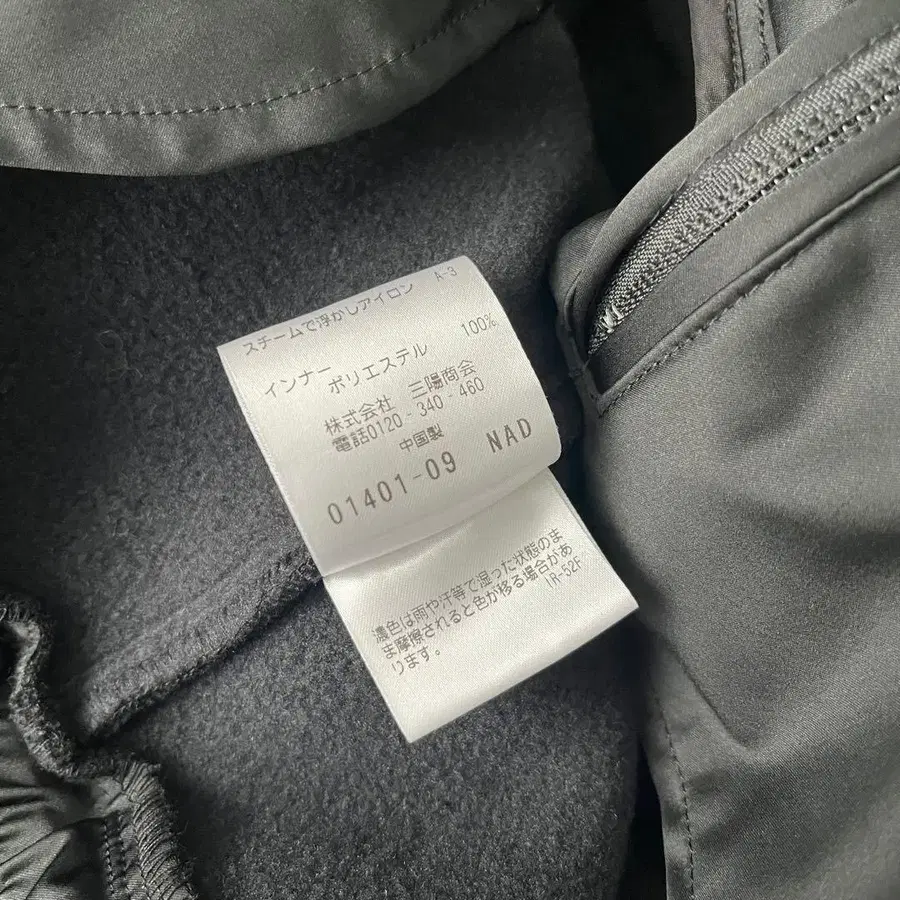 スチームで浮かしアイロン A-3
インナー
ポリエステル 100%
株式会社 三陽商会
電話0120-340-460
中国製
01401-09 NAD
濃色は雨や汗等で湿った状態のま
ま摩擦されると色が移る場合があ
ります。 IR-52F